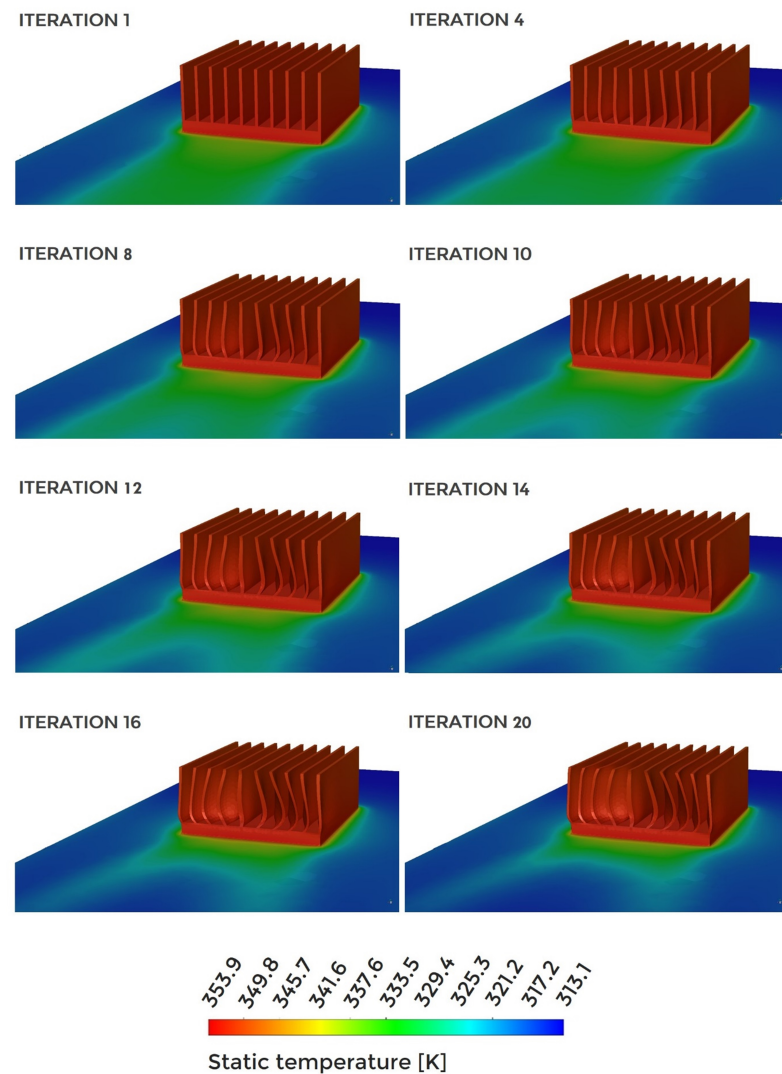 ITERATION 1
ITERATION 4
ITERATION 8
ITERATION 10
ITERATION 12
ITERATION 14
ITERATION 16
ITERATION 20
353.9
349.8
345.7
341.6
337.6
333.5
329.4
325.3
321.2
317.2
313.1
Static temperature [K]